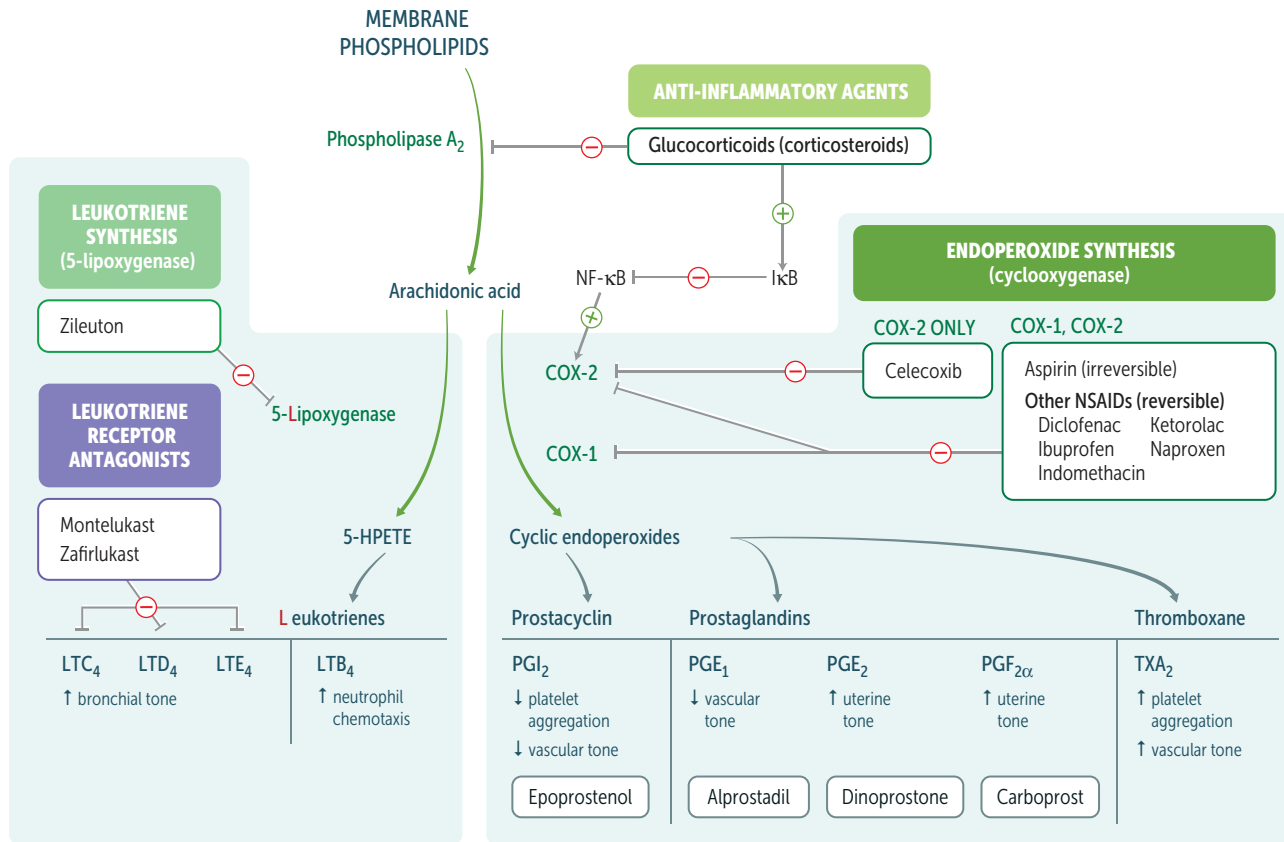 MEMBRANE
PHOSPHOLIPIDS
ANTI-INFLAMMATORY AGENTS
Phospholipase A2
−
Glucocorticoids (corticosteroids)
+
LEUKOTRIENE
SYNTHESIS
(5-lipoxygenase)
Zileuton
−
5-Lipoxygenase
LEUKOTRIENE
RECEPTOR
ANTAGONISTS
Montelukast
Zafirlukast
−
Arachidonic acid
NF-κB
−
IκB
+
ENDOPEROXIDE SYNTHESIS
(cyclooxygenase)
COX-2 ONLY
COX-1, COX-2
COX-2
−
Celecoxib
Aspirin (irreversible)
Other NSAIDs (reversible)
Diclofenac Ketorolac
Ibuprofen Naproxen
Indomethacin
COX-1
−
5-HPETE
Cyclic endoperoxides
Leukotrienes
Prostacyclin
Prostaglandins
Thromboxane
LTC4 LTD4 LTE4
↑ bronchial tone
LTB4
↑ neutrophil
chemotaxis
PGI2
↓ platelet
aggregation
↓ vascular tone
Epoprostenol
PGE1
↓ vascular
tone
Alprostadil
PGE2
↑ uterine
tone
Dinoprostone
PGF2α
↑ uterine
tone
Carboprost
TXA2
↑ platelet
aggregation
↑ vascular tone